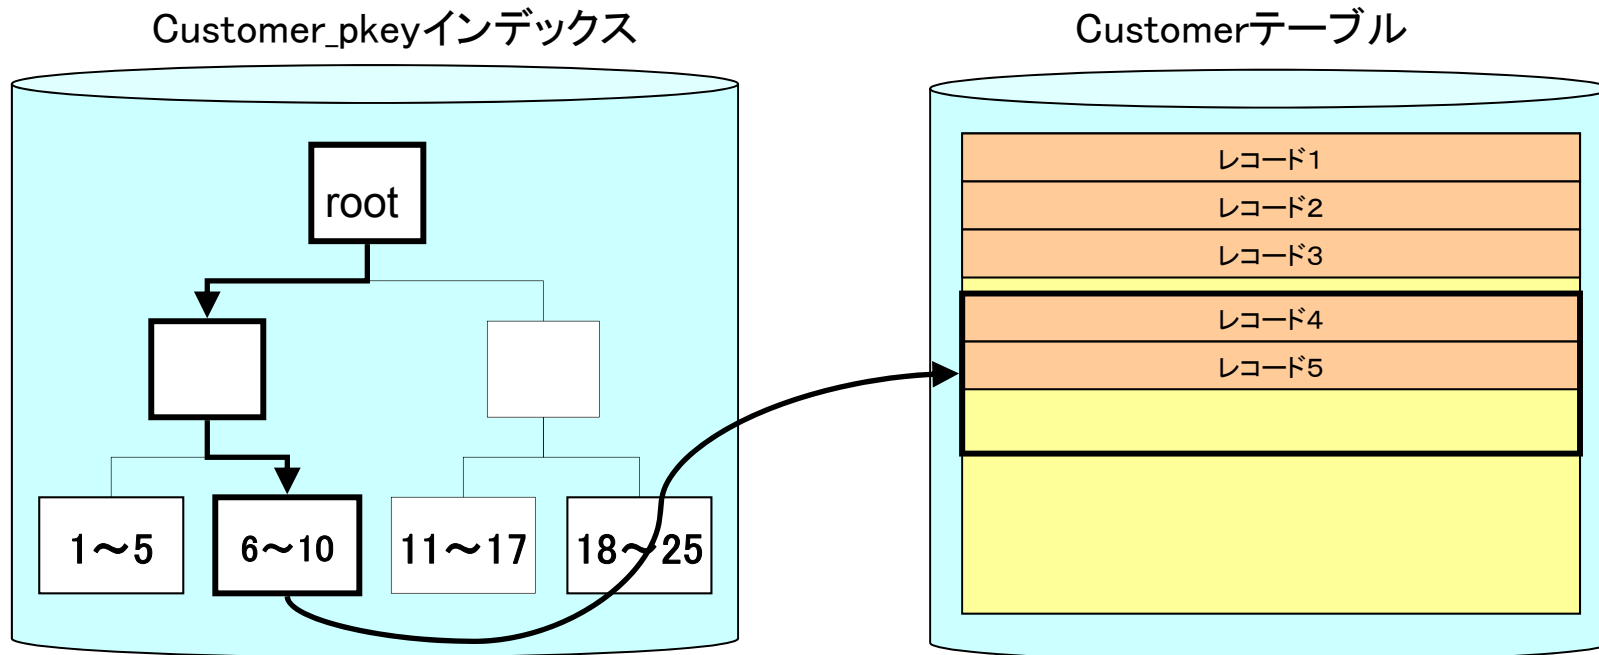 Customer_pkeyインデックス
Customerテーブル
root
1～5
6～10
11～17
18～25
レコード1
レコード2
レコード3
レコード4
レコード5